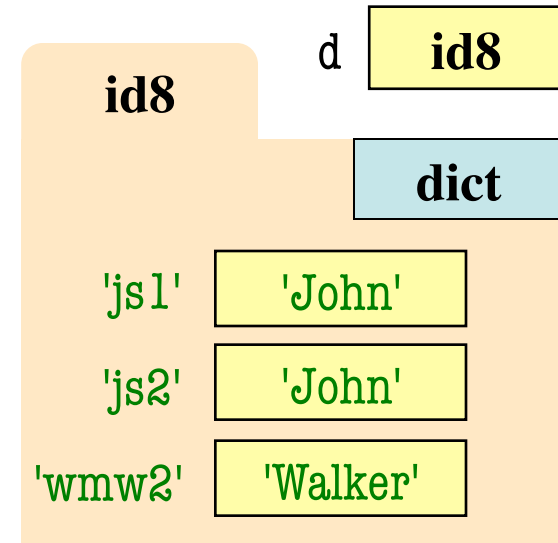 d id8
id8
dict
'js1' 'John'
'js2' 'John'
'wmw2' 'Walker'